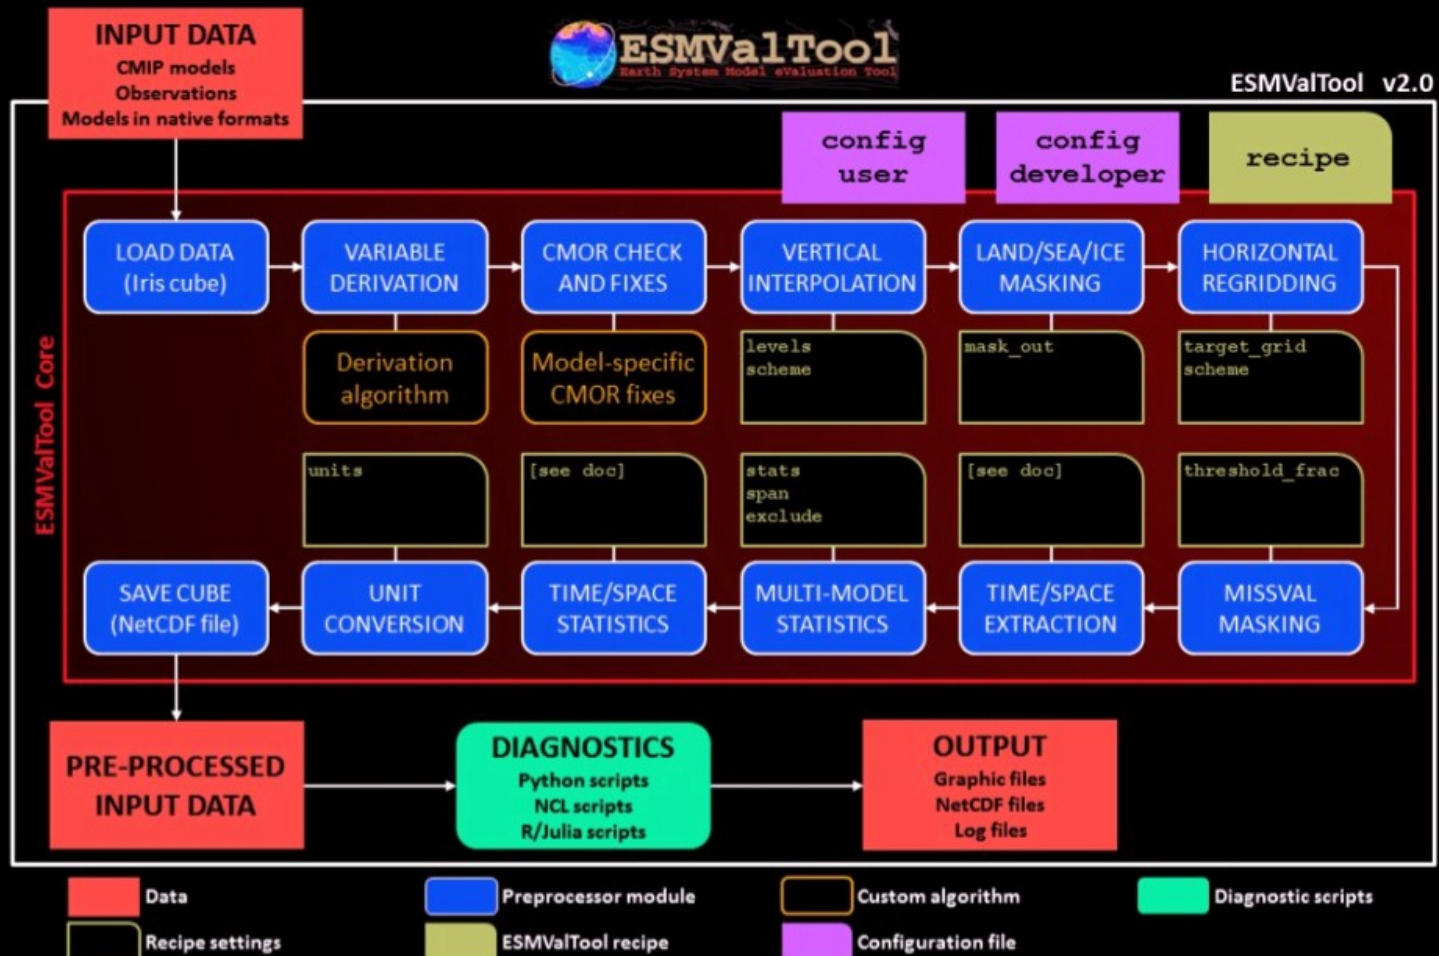 INPUT DATA
CMIP models
Observations
Models in native formats
ESMValTool
Earth System Model eValuation Tool
ESMValTool v2.0
config
user
config
developer
recipe
ESMValTool Core
LOAD DATA
(Iris cube)
VARIABLE
DERIVATION
CMOR CHECK
AND FIXES
VERTICAL
INTERPOLATION
LAND/SEA/ICE
MASKING
HORIZONTAL
REGRIDDING
Derivation
algorithm
Model-specific
CMOR fixes
levels
scheme
mask_out
target_grid
scheme
units
[see doc]
stats
span
exclude
[see doc]
threshold_frac
SAVE CUBE
(NetCDF file)
UNIT
CONVERSION
TIME/SPACE
STATISTICS
MULTI-MODEL
STATISTICS
TIME/SPACE
EXTRACTION
MISSVAL
MASKING
PRE-PROCESSED
INPUT DATA
DIAGNOSTICS
Python scripts
NCL scripts
R/Julia scripts
OUTPUT
Graphic files
NetCDF files
Log files
Data
Preprocessor module
Custom algorithm
Diagnostic scripts
Recipe settings
ESMValTool recipe
Configuration file